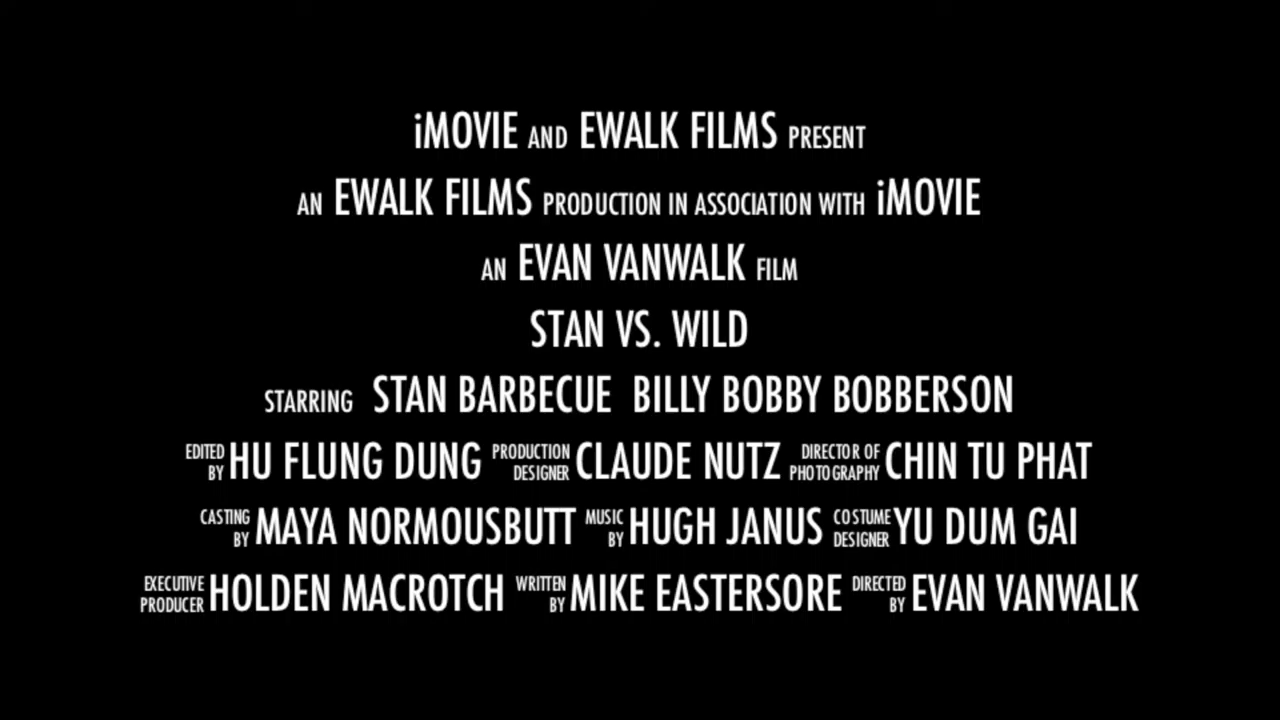 iMOVIE AND EWALK FILMS PRESENT
AN EWALK FILMS PRODUCTION IN ASSOCIATION WITH iMOVIE
AN EVAN VANWALK FILM
STAN VS. WILD
STARRING STAN BARBECUE BILLY BOBBY BOBBERSON
EDITED BY HU FLUNG DUNG PRODUCTION DESIGNER CLAUDE NUTZ DIRECTOR OF PHOTOGRAPHY CHIN TU PHAT
CASTING BY MAYA NORMOUSBUTT MUSIC BY HUGH JANUS COSTUME DESIGNER YU DUM GAI
EXECUTIVE PRODUCER HOLDEN MACROTCH WRITTEN BY MIKE EASTERSORE DIRECTED BY EVAN VANWALK